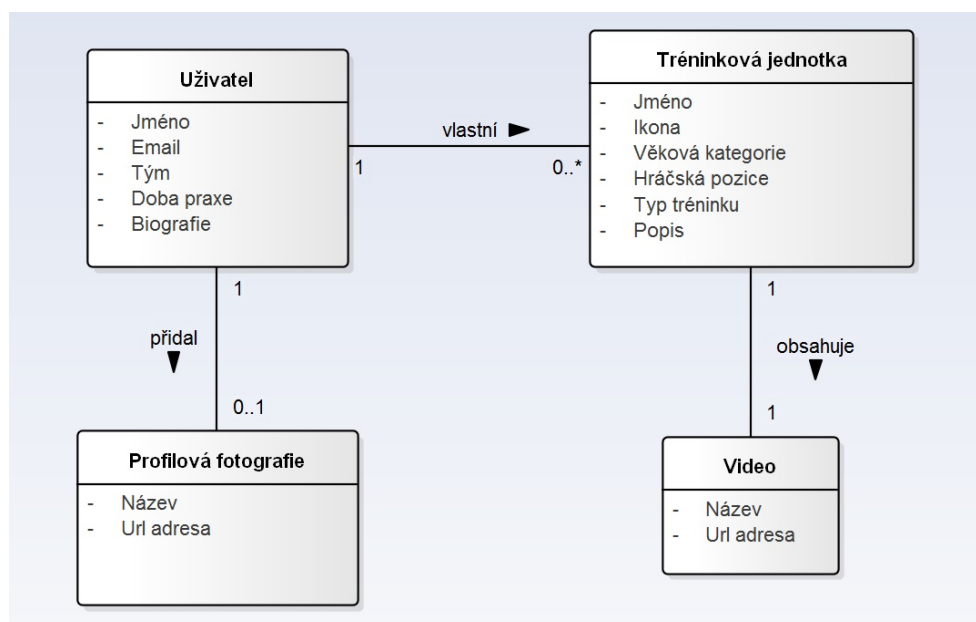 Uživatel
- Jméno
- Email
- Tým
- Doba praxe
- Biografie
vlastní
1
0..*
Tréninková jednotka
- Jméno
- Ikona
- Věková kategorie
- Hráčská pozice
- Typ tréninku
- Popis
1
přidal
0..1
Profilová fotografie
- Název
- Url adresa
1
obsahuje
1
Video
- Název
- Url adresa